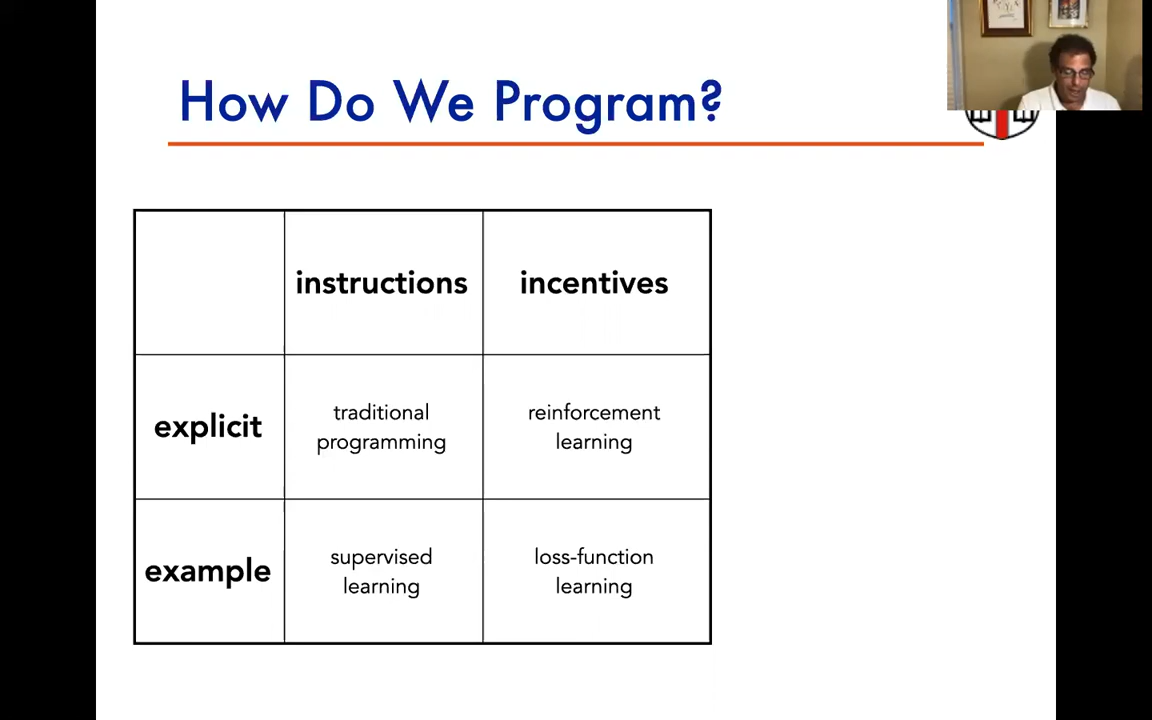 How Do We Program?
instructions
incentives
explicit
traditional
programming
reinforcement
learning
example
supervised
learning
loss-function
learning